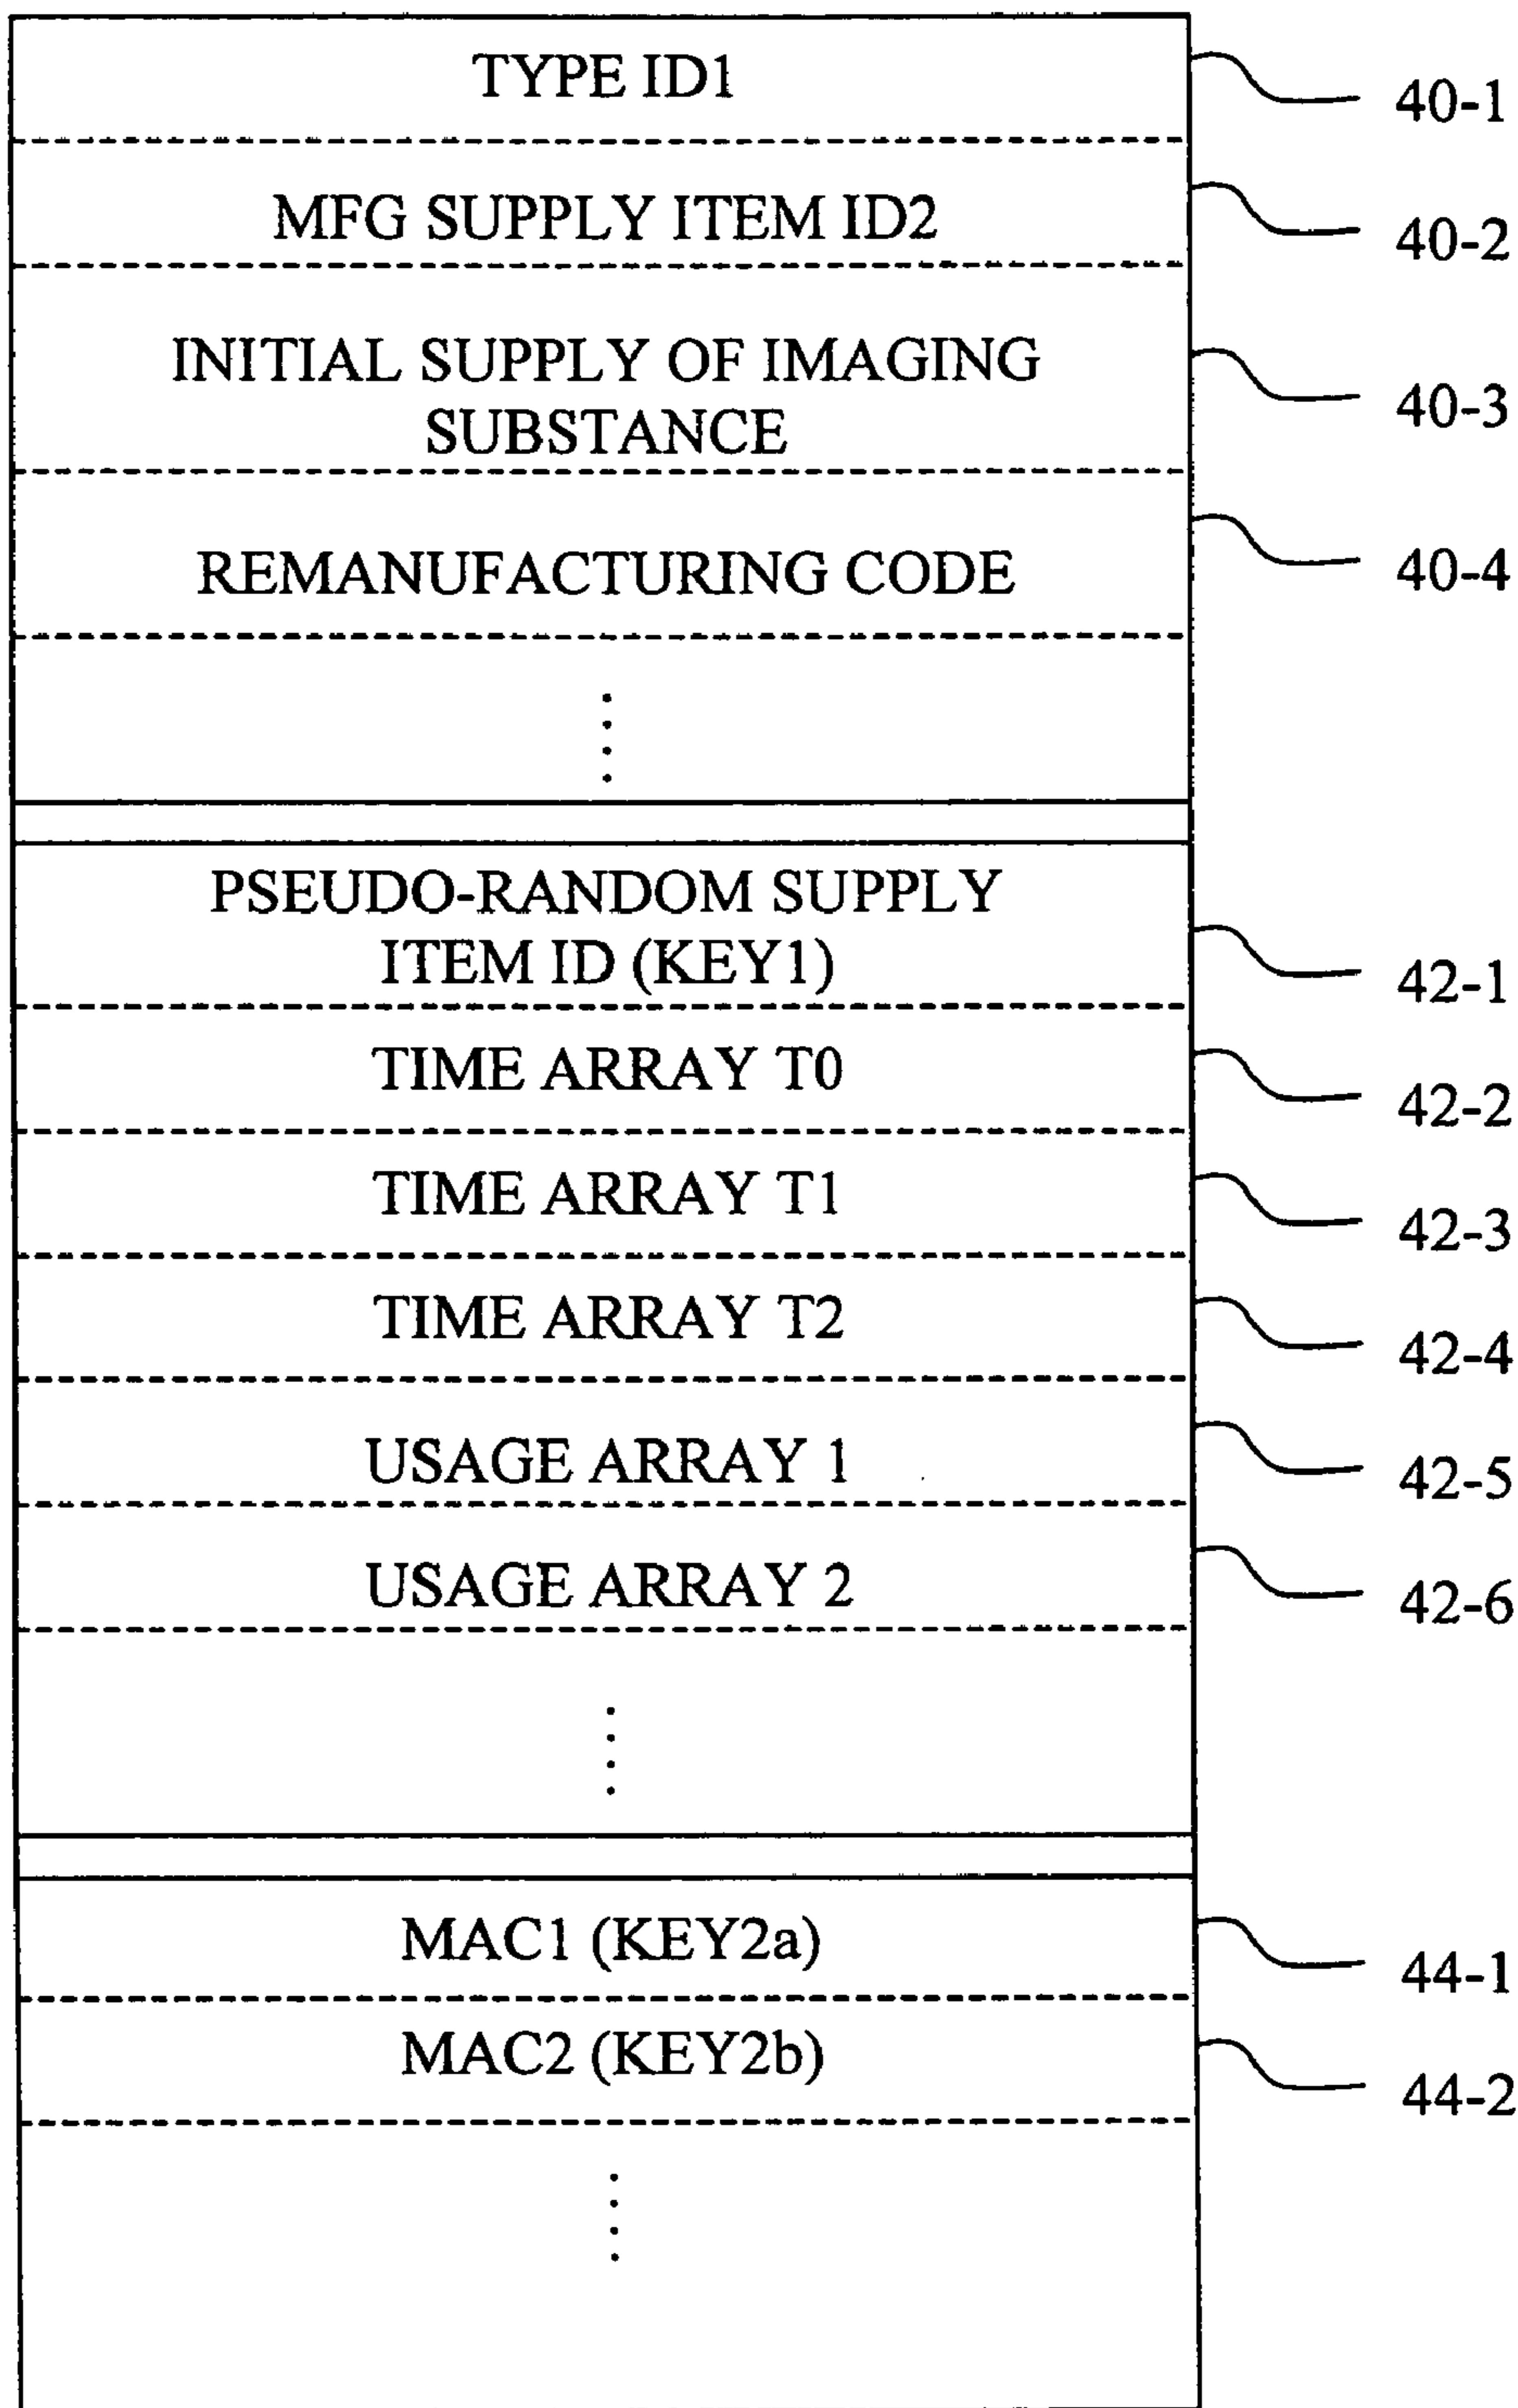 TYPE ID1
40-1
MFG SUPPLY ITEM ID2
40-2
INITIAL SUPPLY OF IMAGING
SUBSTANCE
40-3
REMANUFACTURING CODE
40-4
PSEUDO-RANDOM SUPPLY
ITEM ID (KEY1)
42-1
TIME ARRAY T0
42-2
TIME ARRAY T1
42-3
TIME ARRAY T2
42-4
USAGE ARRAY 1
42-5
USAGE ARRAY 2
42-6
MAC1 (KEY2a)
44-1
MAC2 (KEY2b)
44-2